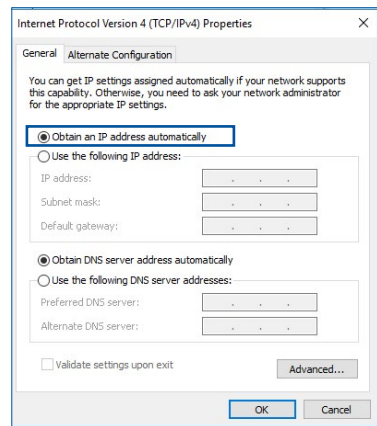 Internet Protocol Version 4 (TCP/IPv4) Properties
General Alternate Configuration
You can get IP settings assigned automatically if your network supports
this capability. Otherwise, you need to ask your network administrator
for the appropriate IP settings.
Obtain an IP address automatically
Use the following IP address:
IP address:
Subnet mask:
Default gateway:
Obtain DNS server address automatically
Use the following DNS server addresses:
Preferred DNS server:
Alternate DNS server:
Validate settings upon exit
Advanced...
OK Cancel